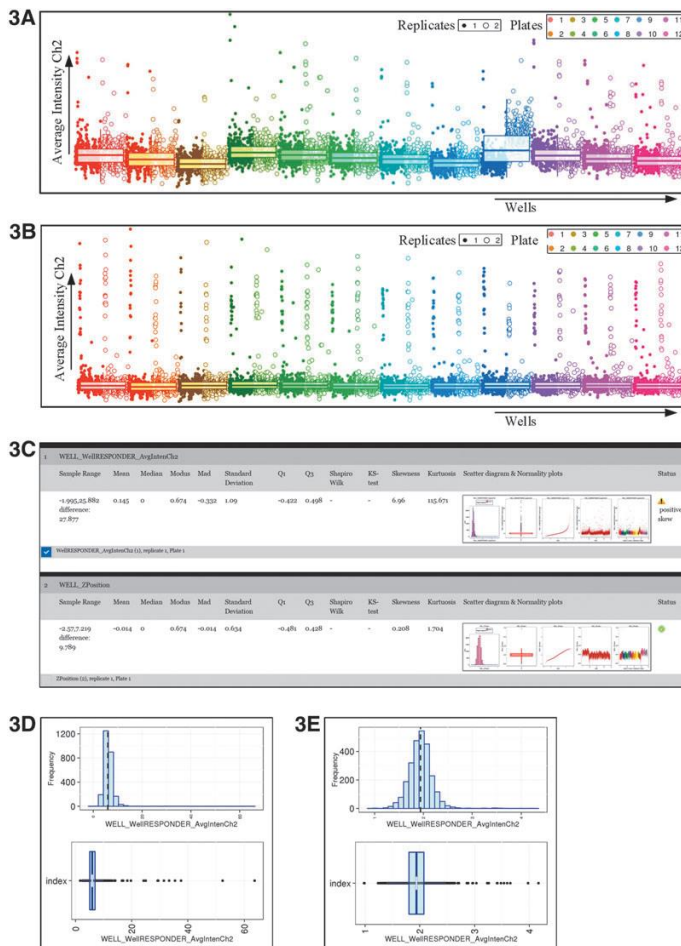 3A
Average Intensity Ch2
Replicates 1 2 Plates
1 3 5 7 9 11
2 4 6 8 10 12
Wells
3B
Average Intensity Ch2
Replicates 1 2 Plate
1 3 5 7 9 11
2 4 6 8 10 12
Wells
3C
1 WELL_WellRESPONDER_AvgIntenCh2
Sample Range Mean Median Modus Mad Standard Deviation Q1 Q3 Shapiro Wilk KS-test Skewness Kurtuosis Scatter diagram & Normality plots Status
-1.995,25.882 difference: 27.877 0.145 0 0.674 -0.332 1.09 -0.422 0.498 - - 6.96 115.671 positive skew
WellRESPONDER_AvgIntenCh2 (1), replicate 1, Plate 1
2 WELL_ZPosition
Sample Range Mean Median Modus Mad Standard Deviation Q1 Q3 Shapiro Wilk KS-test Skewness Kurtuosis Scatter diagram & Normality plots Status
-2.57,7.219 difference: 9.789 -0.014 0 0.674 -0.014 0.634 -0.481 0.428 - - 0.208 1.704
ZPosition (2), replicate 1, Plate 1
3D
1200
800
400
0
Frequency
WELL_WellRESPONDER_AvgIntenCh2
index
0 20 40 60
WELL_WellRESPONDER_AvgIntenCh2
3E
400
200
0
Frequency
WELL_WellRESPONDER_AvgIntenCh2
index
1 2 3 4
WELL_WellRESPONDER_AvgIntenCh2